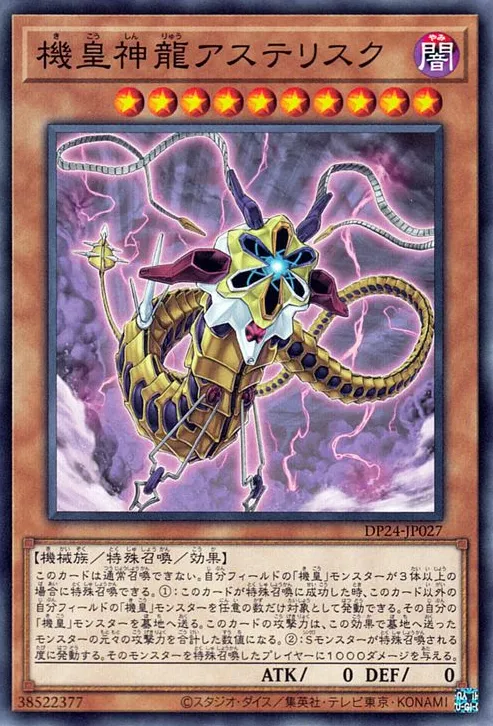 機皇神龍アステリスク
闇
DP24-JP027
【機械族／特殊召喚／効果】
このカードは通常召喚できない。自分フィールドの「機皇」モンスターが３体以上の
場合に特殊召喚できる。①：このカードが特殊召喚に成功した時、このカード以外の
自分フィールドの「機皇」モンスターを任意の数だけ対象として発動できる。その自分の
「機皇」モンスターを墓地へ送る。このカードの攻撃力は、この効果で墓地へ送った
モンスターの元々の攻撃力を合計した数値になる。②：Sモンスターが特殊召喚される
度に発動する。そのモンスターを特殊召喚したプレイヤーに１０００ダメージを与える。
ATK/ 0 DEF/ 0
38522377 ©スタジオ・ダイス／集英社・テレビ東京・KONAMI